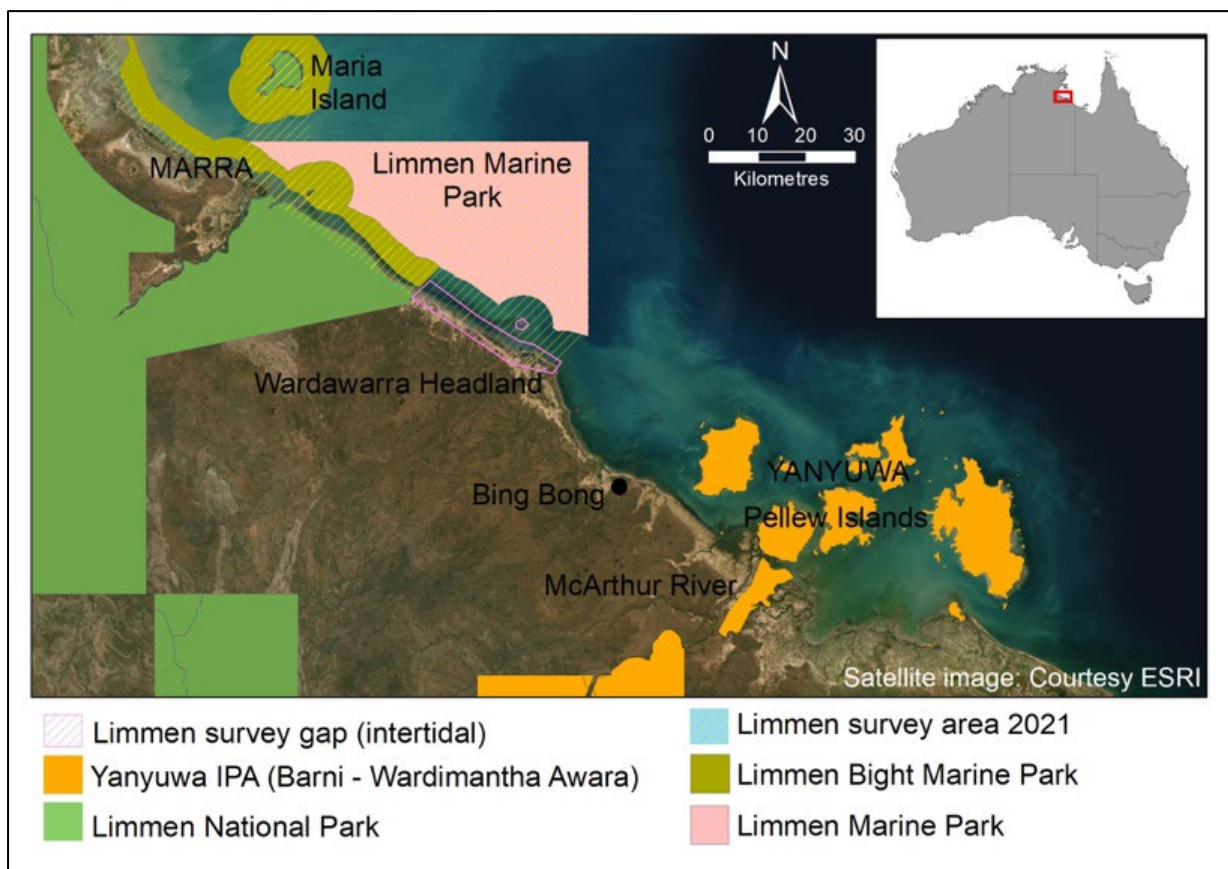 Maria
Island
N
0 10 20 30
Kilometres
MARRA
Limmen Marine
Park
Wardawarra Headland
Bing Bong
YANYUWA
Pellew Islands
McArthur River
Satellite image: Courtesy ESRI
Limmen survey gap (intertidal)
Yanyuwa IPA (Barni - Wardimantha Awara)
Limmen National Park
Limmen survey area 2021
Limmen Bight Marine Park
Limmen Marine Park